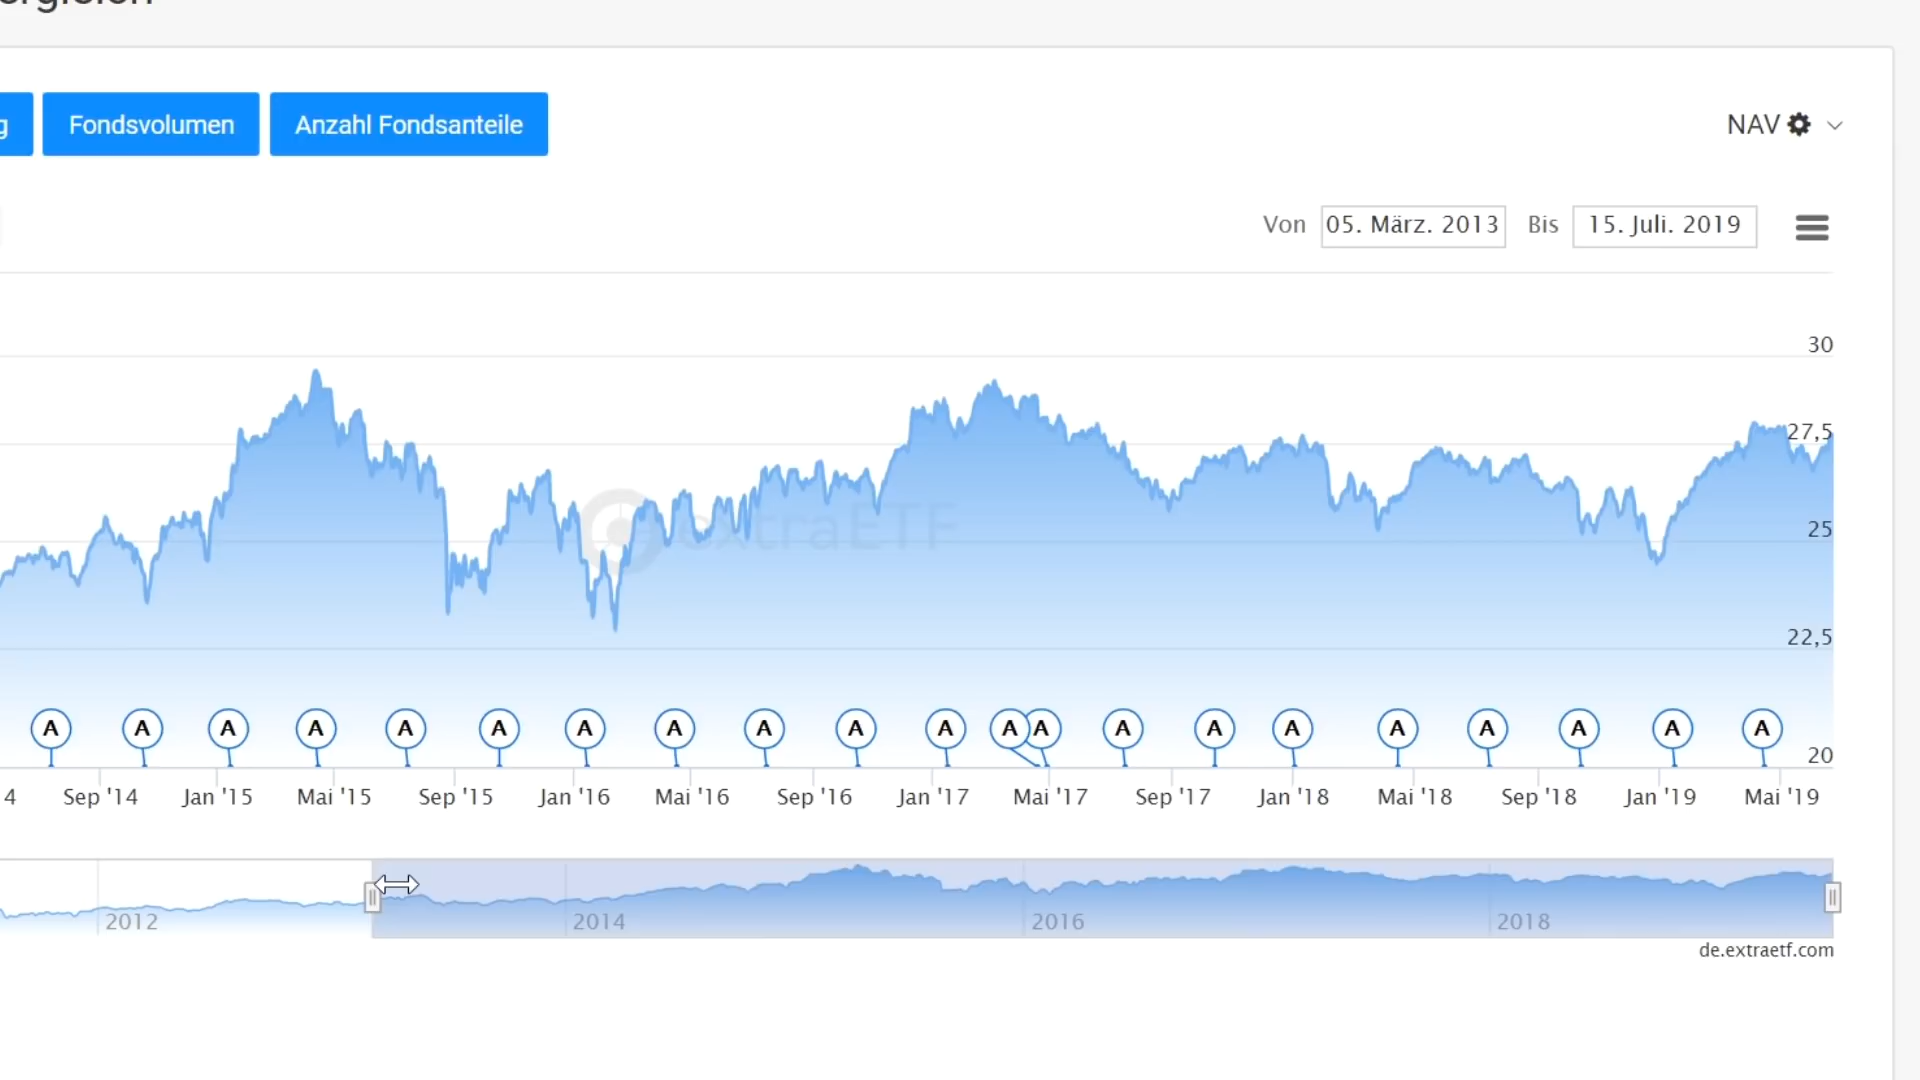 Fondsvolumen
Anzahl Fondsanteile
NAV
Von 05. März. 2013 Bis 15. Juli. 2019
30
27,5
extraETF
25
22,5
A A A A A A A A A A A A A A A A A A A A A
20
4 Sep '14 Jan '15 Mai '15 Sep '15 Jan '16 Mai '16 Sep '16 Jan '17 Mai '17 Sep '17 Jan '18 Mai '18 Sep '18 Jan '19 Mai '19
2012 2014 2016 2018
de.extraetf.com